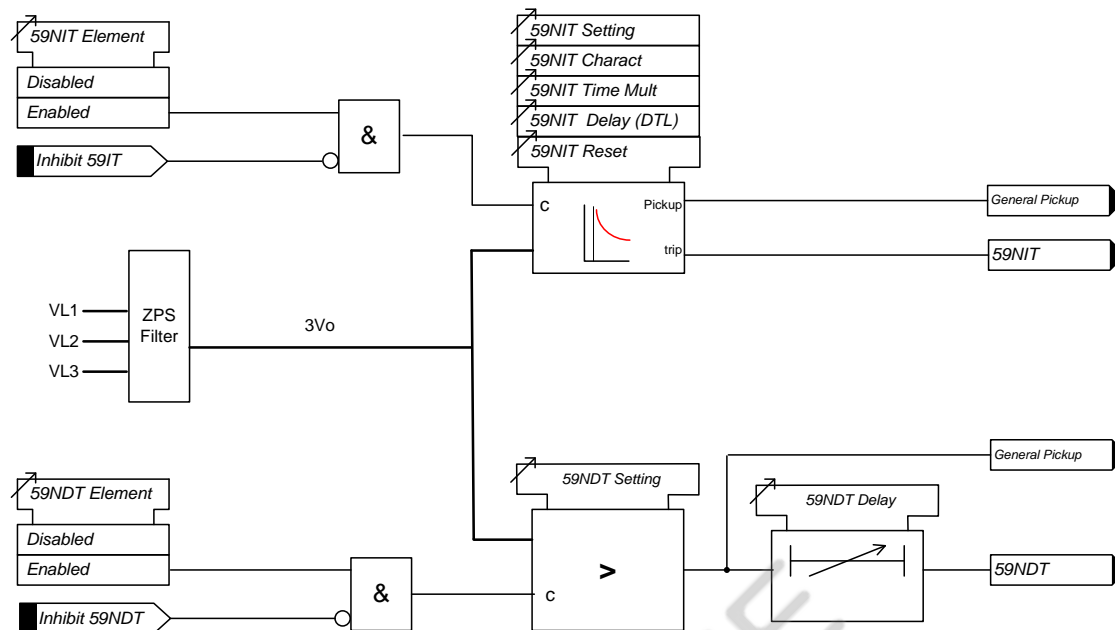 59NIT Element
Disabled
Enabled
Inhibit 59IT
&
59NIT Setting
59NIT Charact
59NIT Time Mult
59NIT Delay (DTL)
59NIT Reset
c
Pickup
trip
General Pickup
59NIT
VL1
VL2
VL3
ZPS
Filter
3Vo
59NDT Element
Disabled
Enabled
Inhibit 59NDT
&
59NDT Setting
>
c
59NDT Delay
General Pickup
59NDT